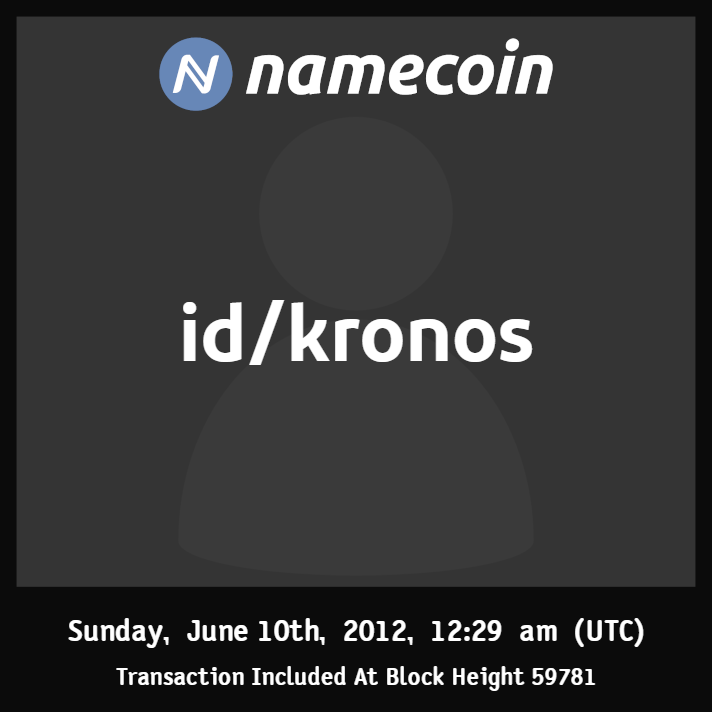 namecoin
id/kronos
Sunday, June 10th, 2012, 12:29 am (UTC)
Transaction Included At Block Height 59781